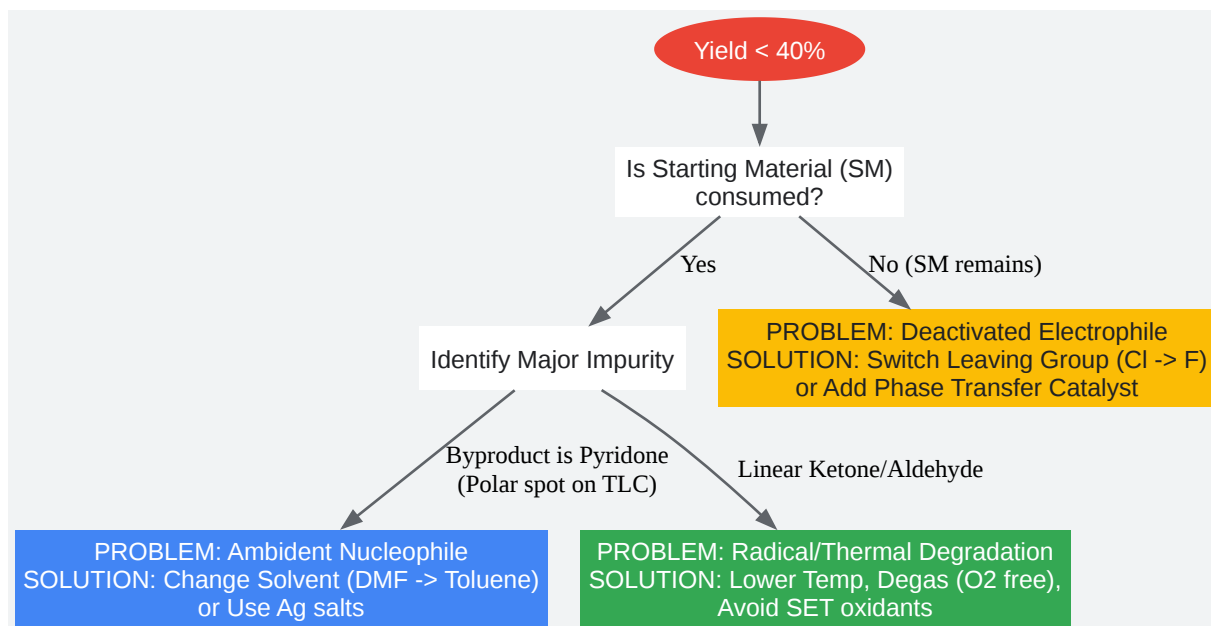 Yield < 40%
Is Starting Material (SM)
consumed?
Yes
No (SM remains)
Identify Major Impurity
PROBLEM: Deactivated Electrophile
SOLUTION: Switch Leaving Group (Cl -> F)
or Add Phase Transfer Catalyst
Byproduct is Pyridone
(Polar spot on TLC)
Linear Ketone/Aldehyde
PROBLEM: Ambident Nucleophile
SOLUTION: Change Solvent (DMF -> Toluene)
or Use Ag salts
PROBLEM: Radical/Thermal Degradation
SOLUTION: Lower Temp, Degas (O2 free),
Avoid SET oxidants